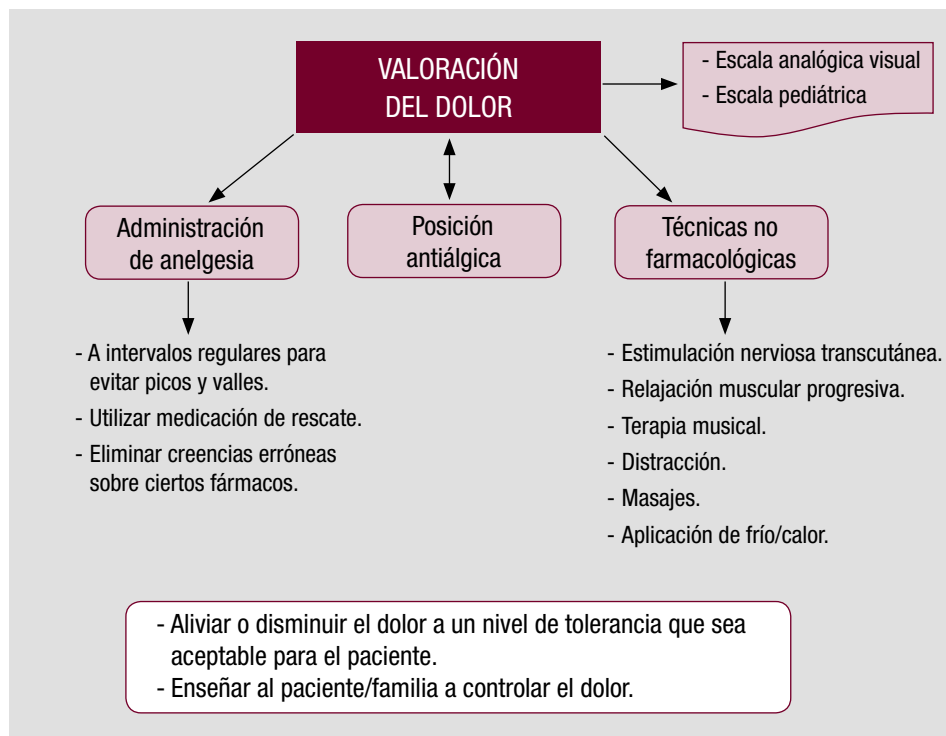 VALORACIÓN
DEL DOLOR
- Escala analógica visual
- Escala pediátrica
Administración
de anelgesia
Posición
antiálgica
Técnicas no
farmacológicas
- A intervalos regulares para
evitar picos y valles.
- Utilizar medicación de rescate.
- Eliminar creencias erróneas
sobre ciertos fármacos.
- Estimulación nerviosa transcutánea.
- Relajación muscular progresiva.
- Terapia musical.
- Distracción.
- Masajes.
- Aplicación de frío/calor.
- Aliviar o disminuir el dolor a un nivel de tolerancia que sea
aceptable para el paciente.
- Enseñar al paciente/familia a controlar el dolor.